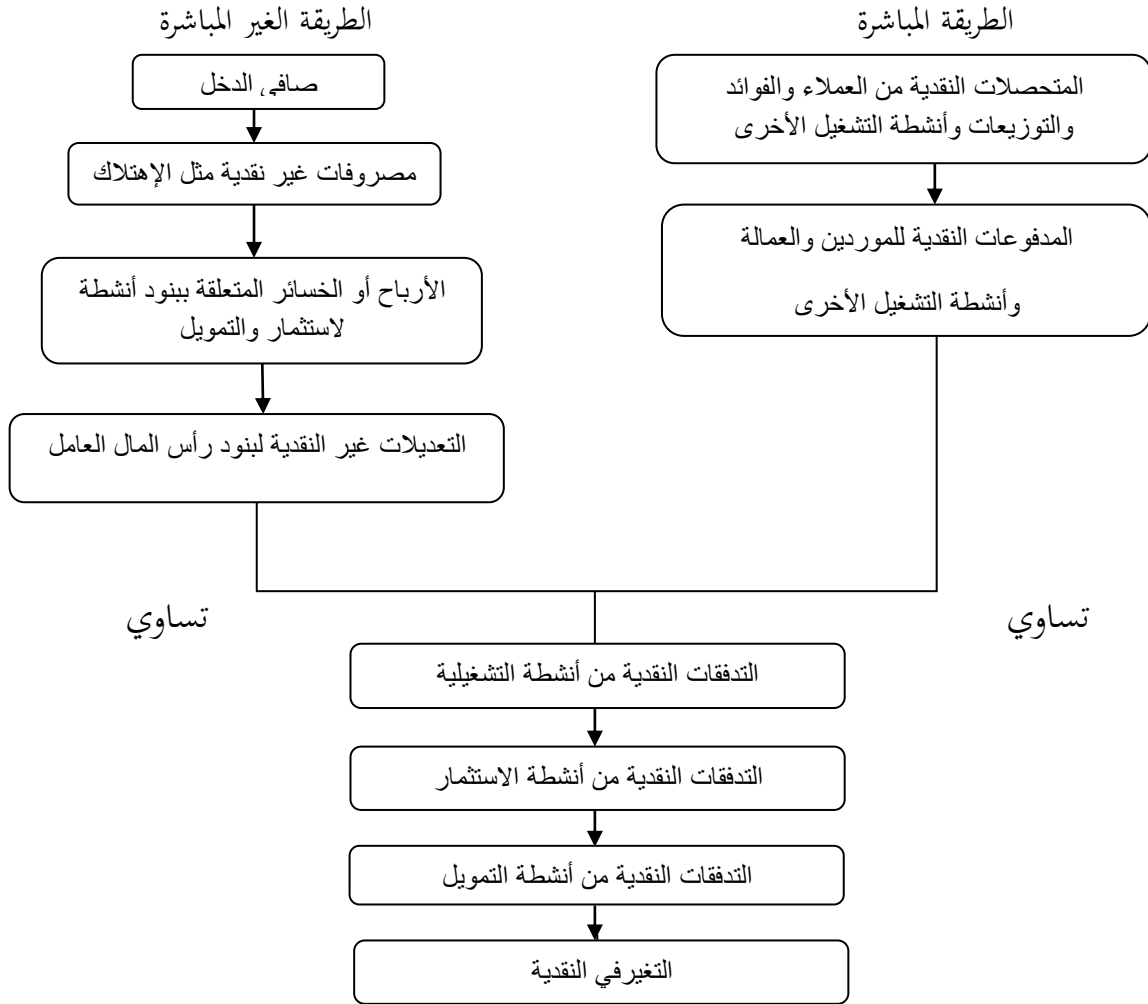 الطريقة المباشرة
المتحصلات النقدية من العملاء والفوائد
والتوزيعات وأنشطة التشغيل الأخرى
المدفوعات النقدية للموردين والعمالة
وأنشطة التشغيل الأخرى
تساوي
الطريقة الغير المباشرة
صافي الدخل
مصروفات غير نقدية مثل الإهتلاك
الأرباح أو الخسائر المتعلقة ببنود أنشطة
لاستثمار والتمويل
التعديلات غير النقدية لبنود رأس المال العامل
تساوي
التدفقات النقدية من أنشطة التشغيلية
التدفقات النقدية من أنشطة الاستثمار
التدفقات النقدية من أنشطة التمويل
التغيرفي النقدية